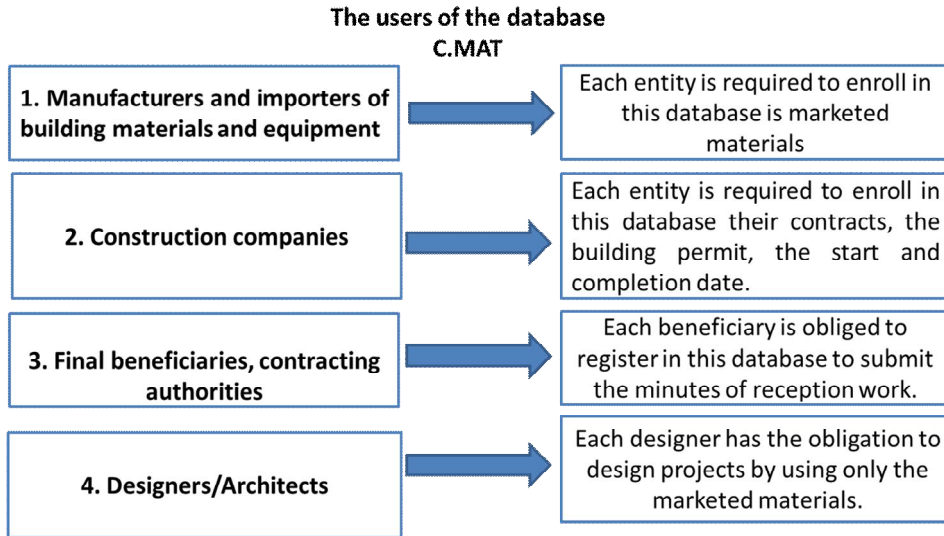 The users of the database
C.MAT
1. Manufacturers and importers of
building materials and equipment
Each entity is required to enroll in
this database is marketed
materials
2. Construction companies
Each entity is required to enroll in
this database their contracts, the
building permit, the start and
completion date.
3. Final beneficiaries, contracting
authorities
Each beneficiary is obliged to
register in this database to submit
the minutes of reception work.
4. Designers/Architects
Each designer has the obligation to
design projects by using only the
marketed materials.